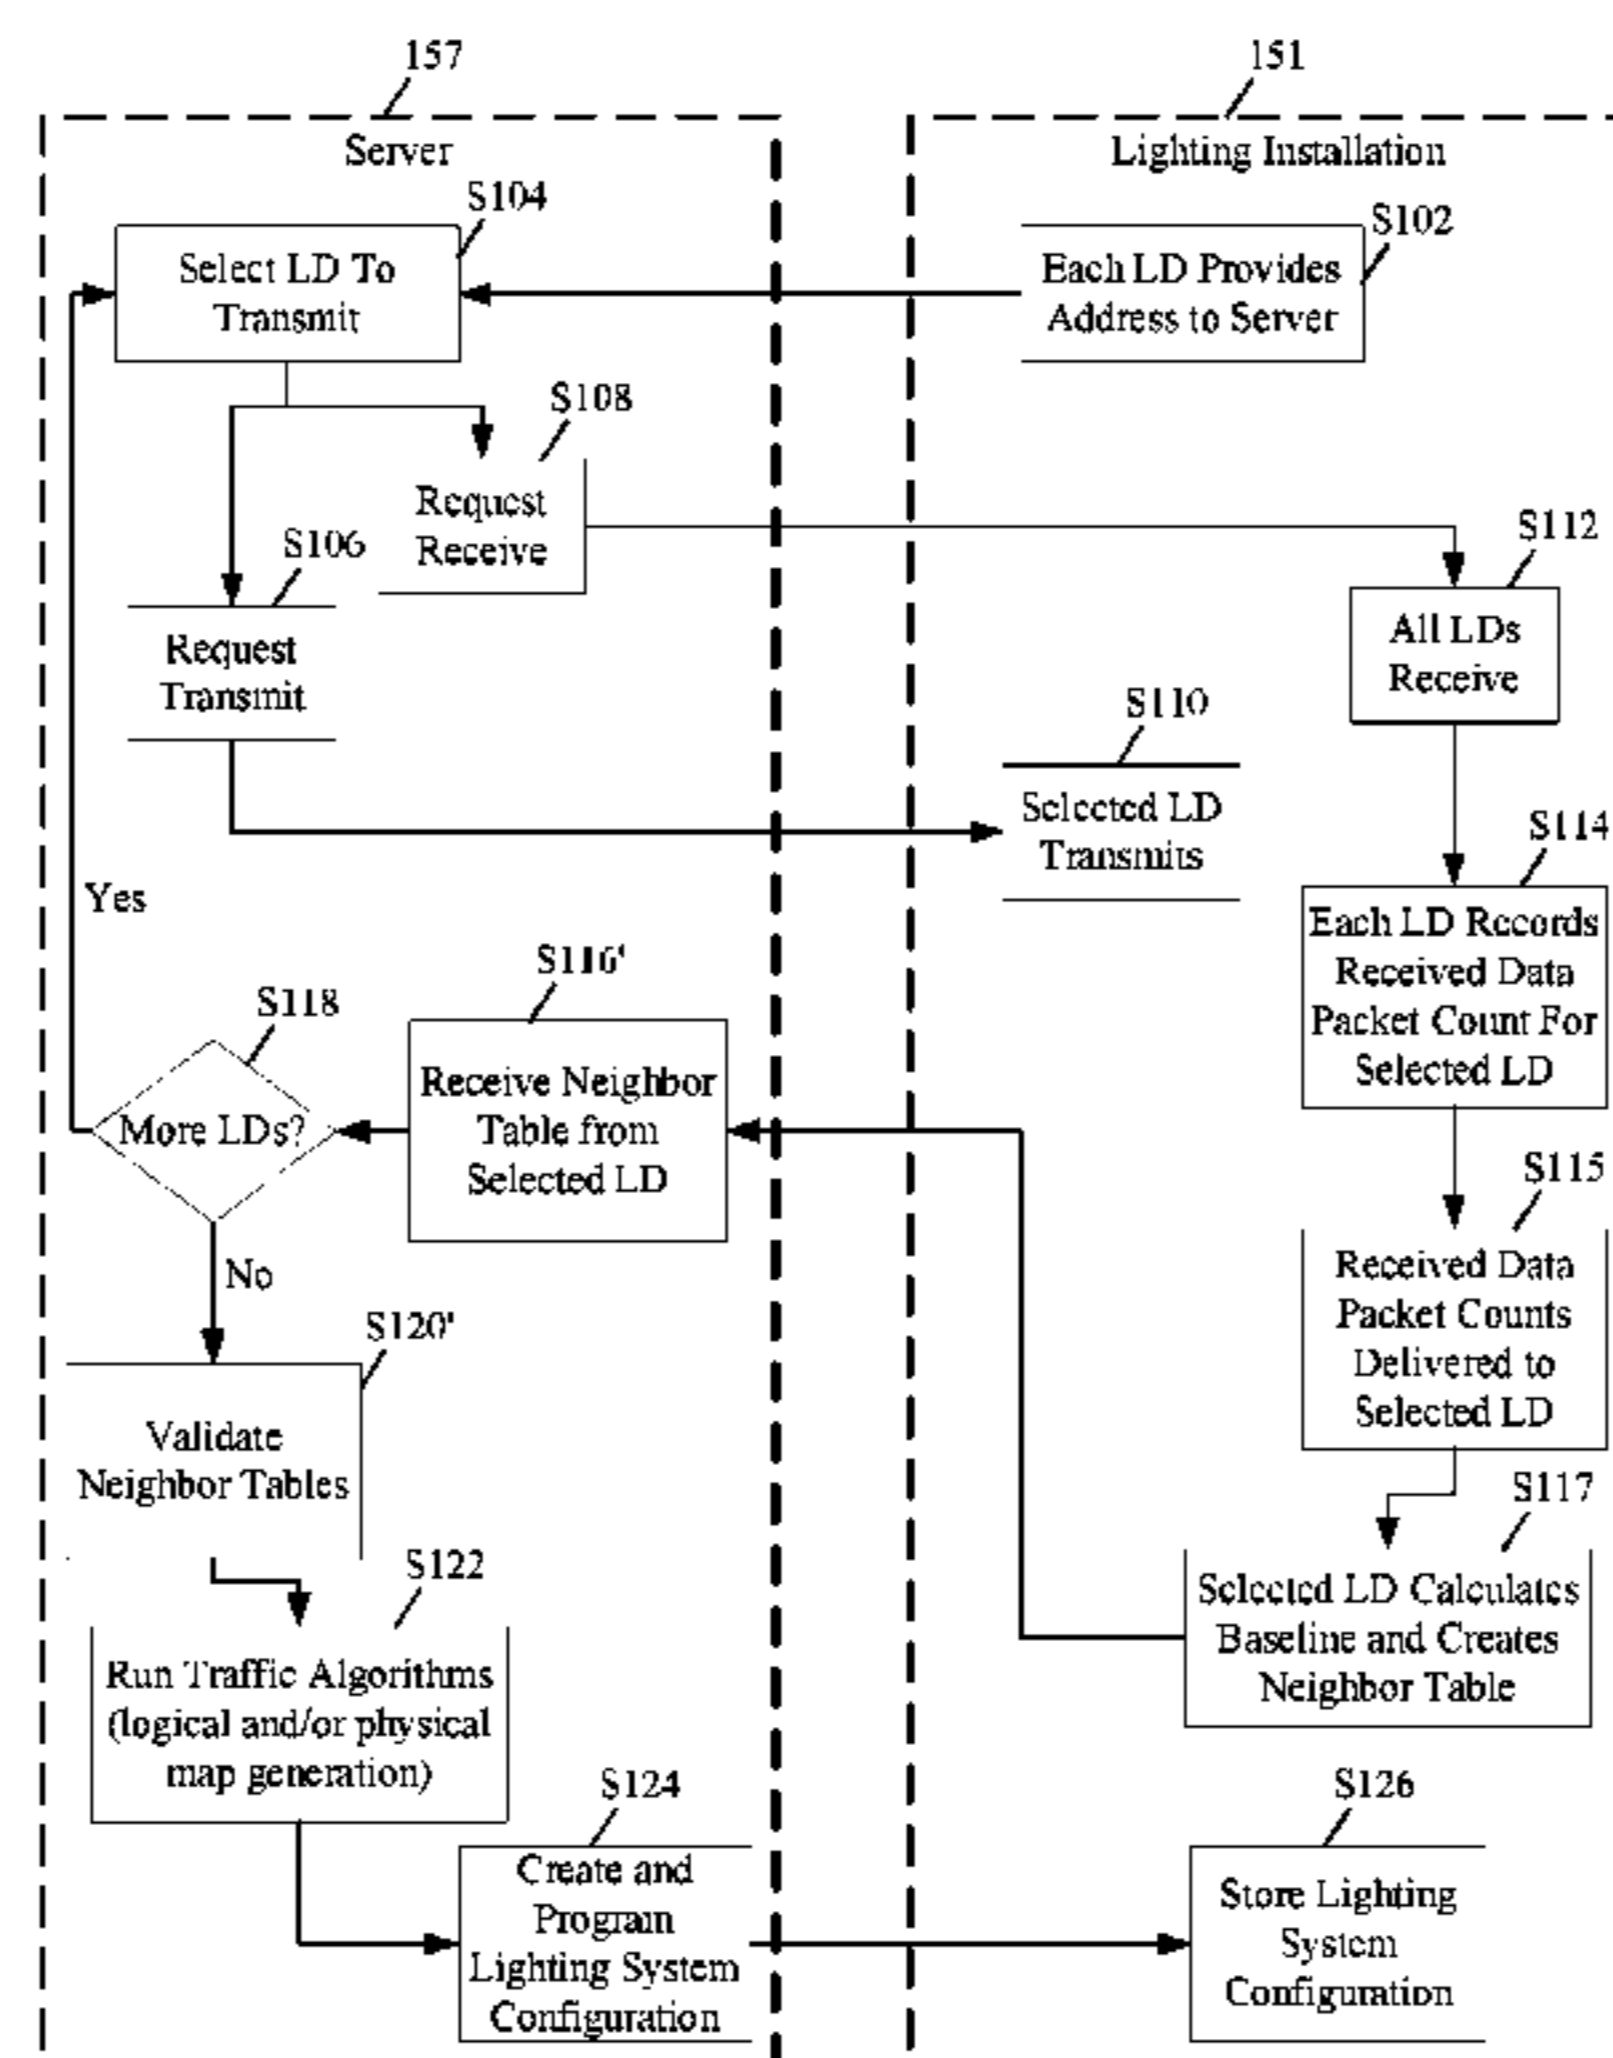 157
151
Server
Lighting Installation
S104
S102
Select LD To
Transmit
Each LD Provides
Address to Server
S108
Request
Receive
S106
Request
Transmit
S112
All LDs
Receive
S110
Selected LD
Transmits
S114
Each LD Records
Received Data
Packet Count For
Selected LD
Yes
S116'
Receive Neighbor
Table from
Selected LD
S118
More LDs?
No
S115
Received Data
Packet Counts
Delivered to
Selected LD
S120'
Validate
Neighbor Tables
S117
Selected LD Calculates
Baseline and Creates
Neighbor Table
S122
Run Traffic Algorithms
(logical and/or physical
map generation)
S124
Create and
Program
Lighting System
Configuration
S126
Store Lighting
System
Configuration